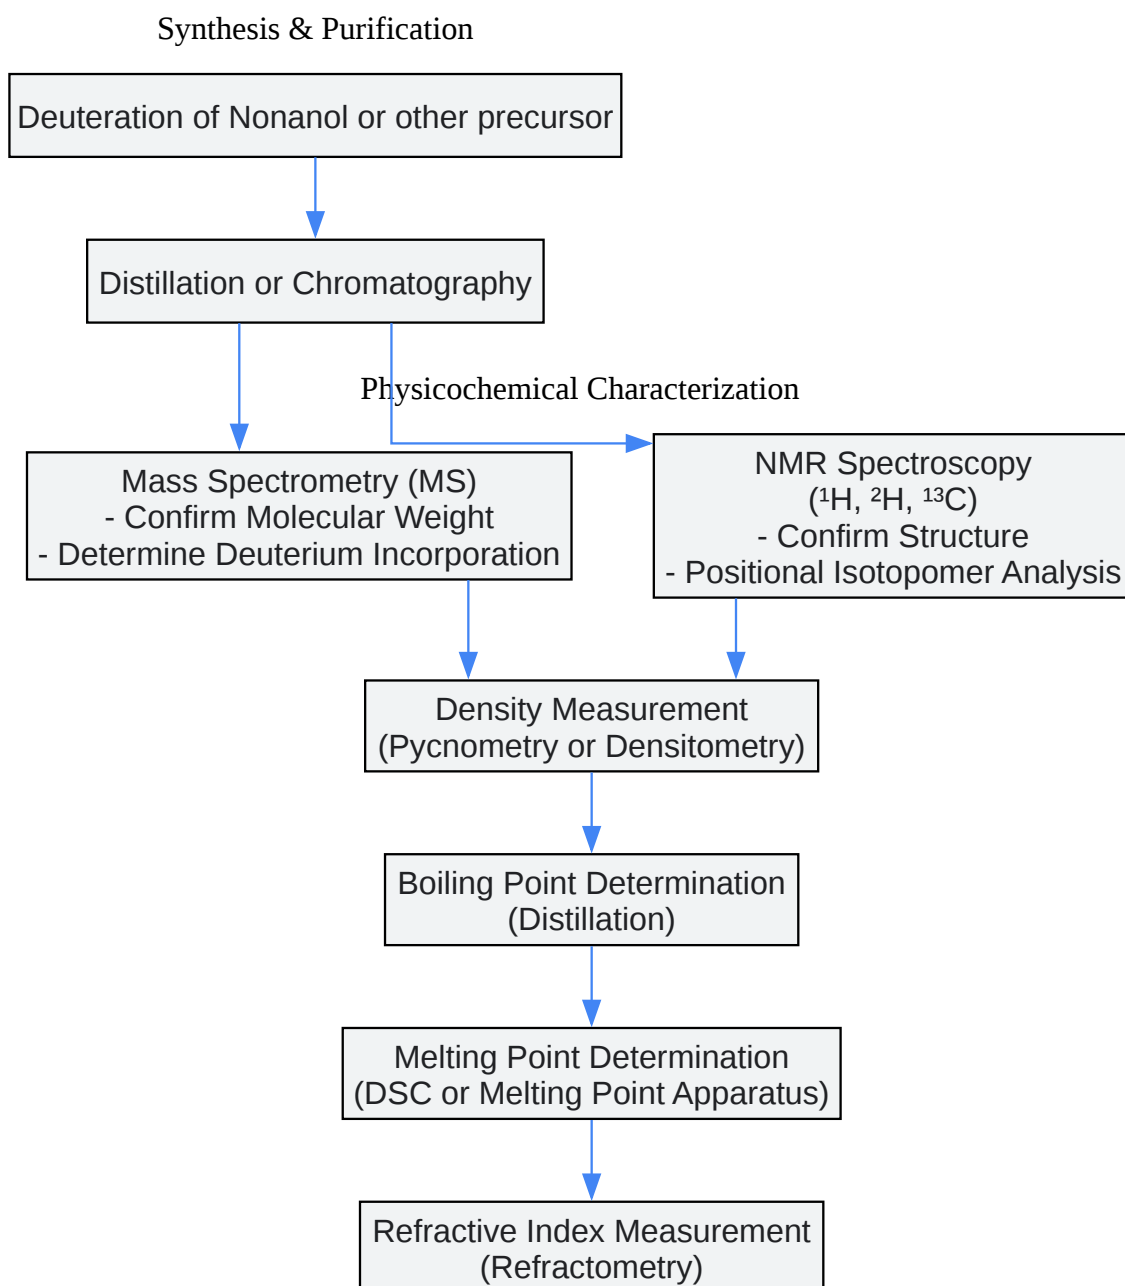 Synthesis & Purification
Deuteration of Nonanol or other precursor
Distillation or Chromatography
Physicochemical Characterization
Mass Spectrometry (MS)
- Confirm Molecular Weight
- Determine Deuterium Incorporation
NMR Spectroscopy
(¹H, ²H, ¹³C)
- Confirm Structure
- Positional Isotopomer Analysis
Density Measurement
(Pycnometry or Densitometry)
Boiling Point Determination
(Distillation)
Melting Point Determination
(DSC or Melting Point Apparatus)
Refractive Index Measurement
(Refractometry)